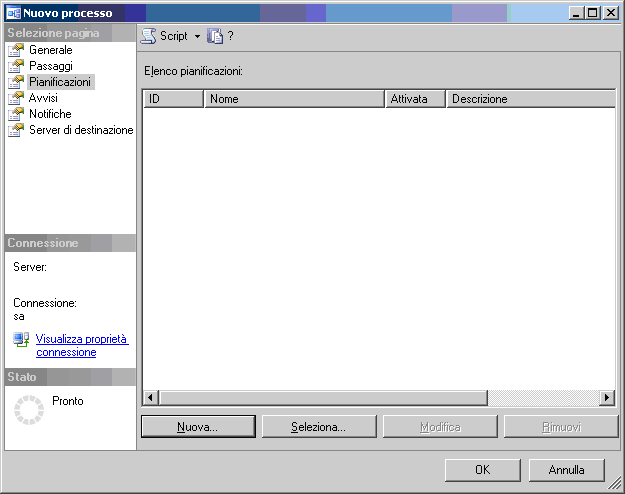 Nuovo processo
Selezione pagina
Generale
Passaggi
Pianificazioni
Avvisi
Notifiche
Server di destinazione
Connessione
Server:
Connessione:
sa
Visualizza proprietà
connessione
Stato
Pronto
Script ?
Elenco pianificazioni:
ID Nome Attivata Descrizione
Nuova... Seleziona... Modifica Rimuovi
OK Annulla